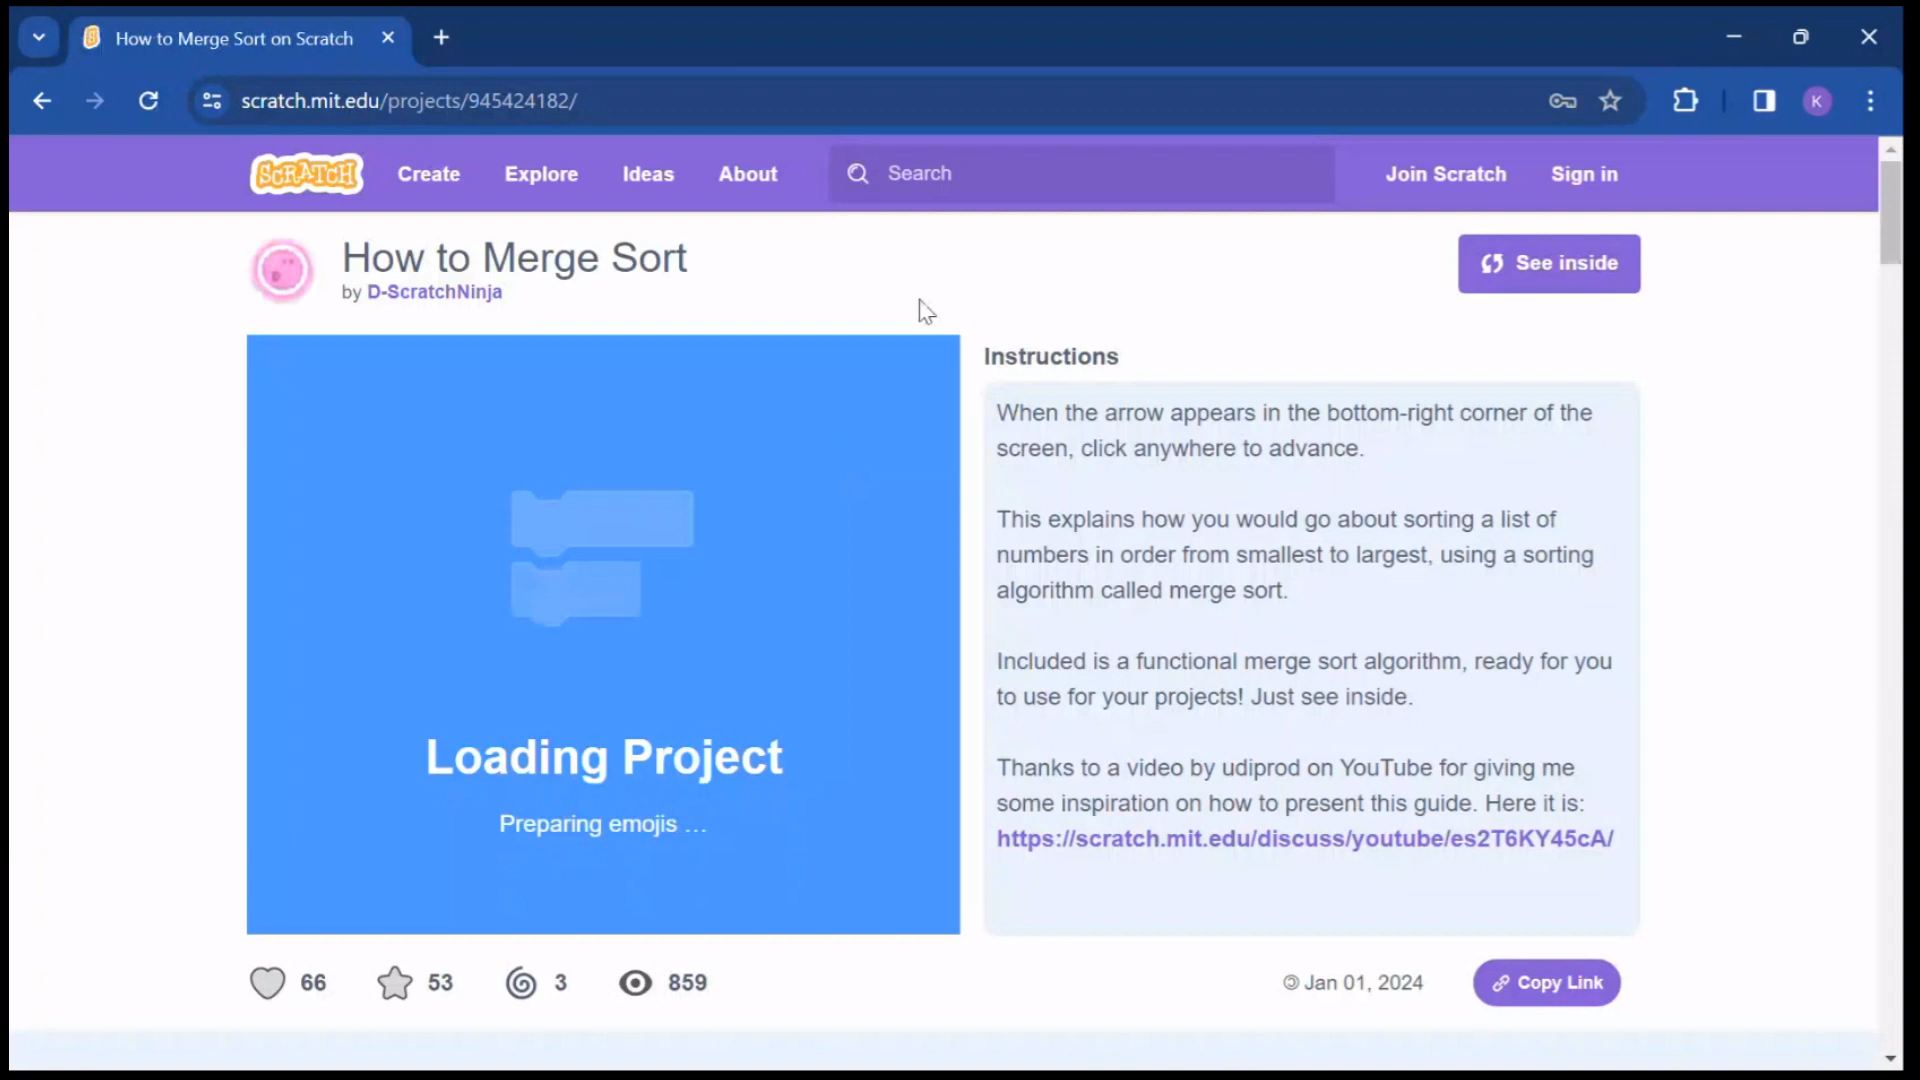 How to Merge Sort on Scratch
scratch.mit.edu/projects/945424182/
K
SCRATCH
Create
Explore
Ideas
About
Search
Join Scratch
Sign in
How to Merge Sort
by D-ScratchNinja
See inside
Loading Project
Preparing emojis …
Instructions
When the arrow appears in the bottom-right corner of the
screen, click anywhere to advance.
This explains how you would go about sorting a list of
numbers in order from smallest to largest, using a sorting
algorithm called merge sort.
Included is a functional merge sort algorithm, ready for you
to use for your projects! Just see inside.
Thanks to a video by udiprod on YouTube for giving me
some inspiration on how to present this guide. Here it is:
https://scratch.mit.edu/discuss/youtube/es2T6KY45cA/
66
53
3
859
Jan 01, 2024
Copy Link